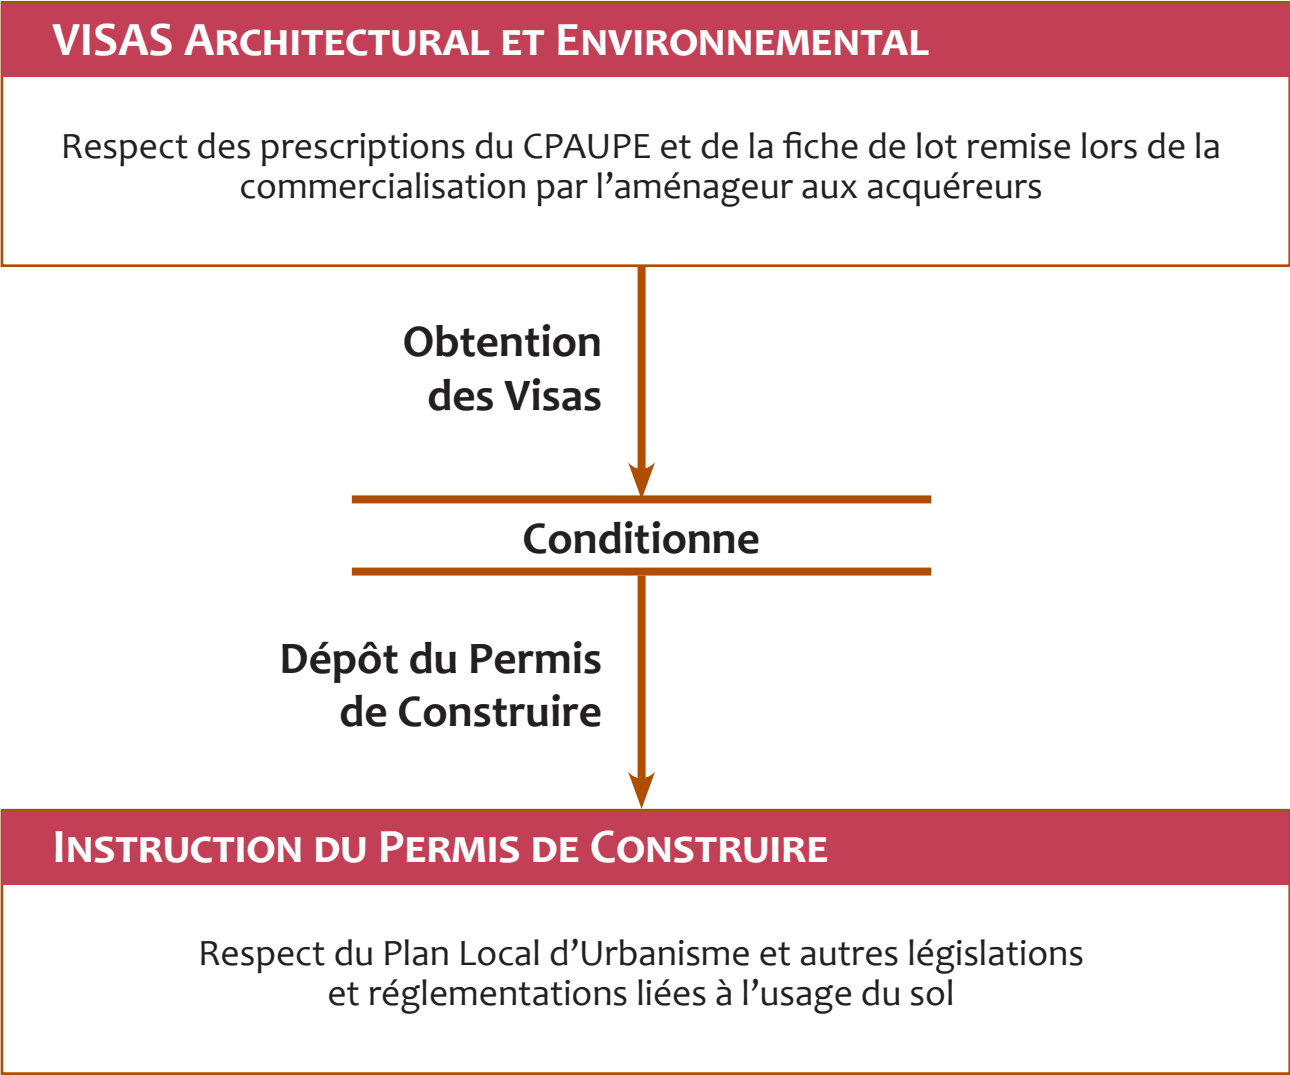 VISAS Architectural et Environnemental
Respect des prescriptions du CPAUPE et de la fiche de lot remise lors de la
commercialisation par l’aménageur aux acquéreurs
Obtention
des Visas
Conditionne
Dépôt du Permis
de Construire
Instruction du Permis de Construire
Respect du Plan Local d’Urbanisme et autres législations
et réglementations liées à l’usage du sol